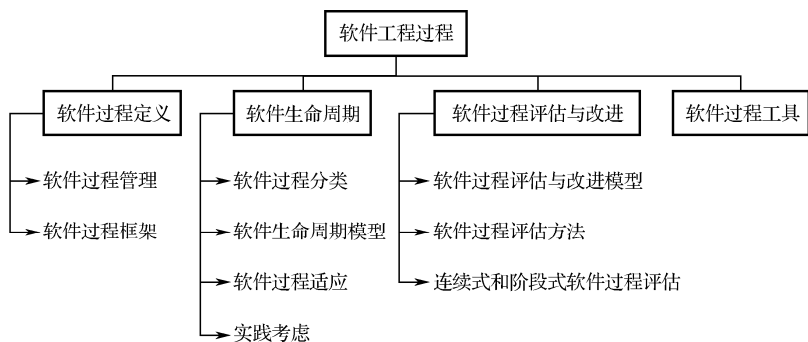 软件工程过程
软件过程定义
软件生命周期
软件过程评估与改进
软件过程工具
软件过程管理
软件过程分类
软件过程评估与改进模型
软件过程框架
软件生命周期模型
软件过程评估方法
软件过程适应
连续式和阶段式软件过程评估
实践考虑